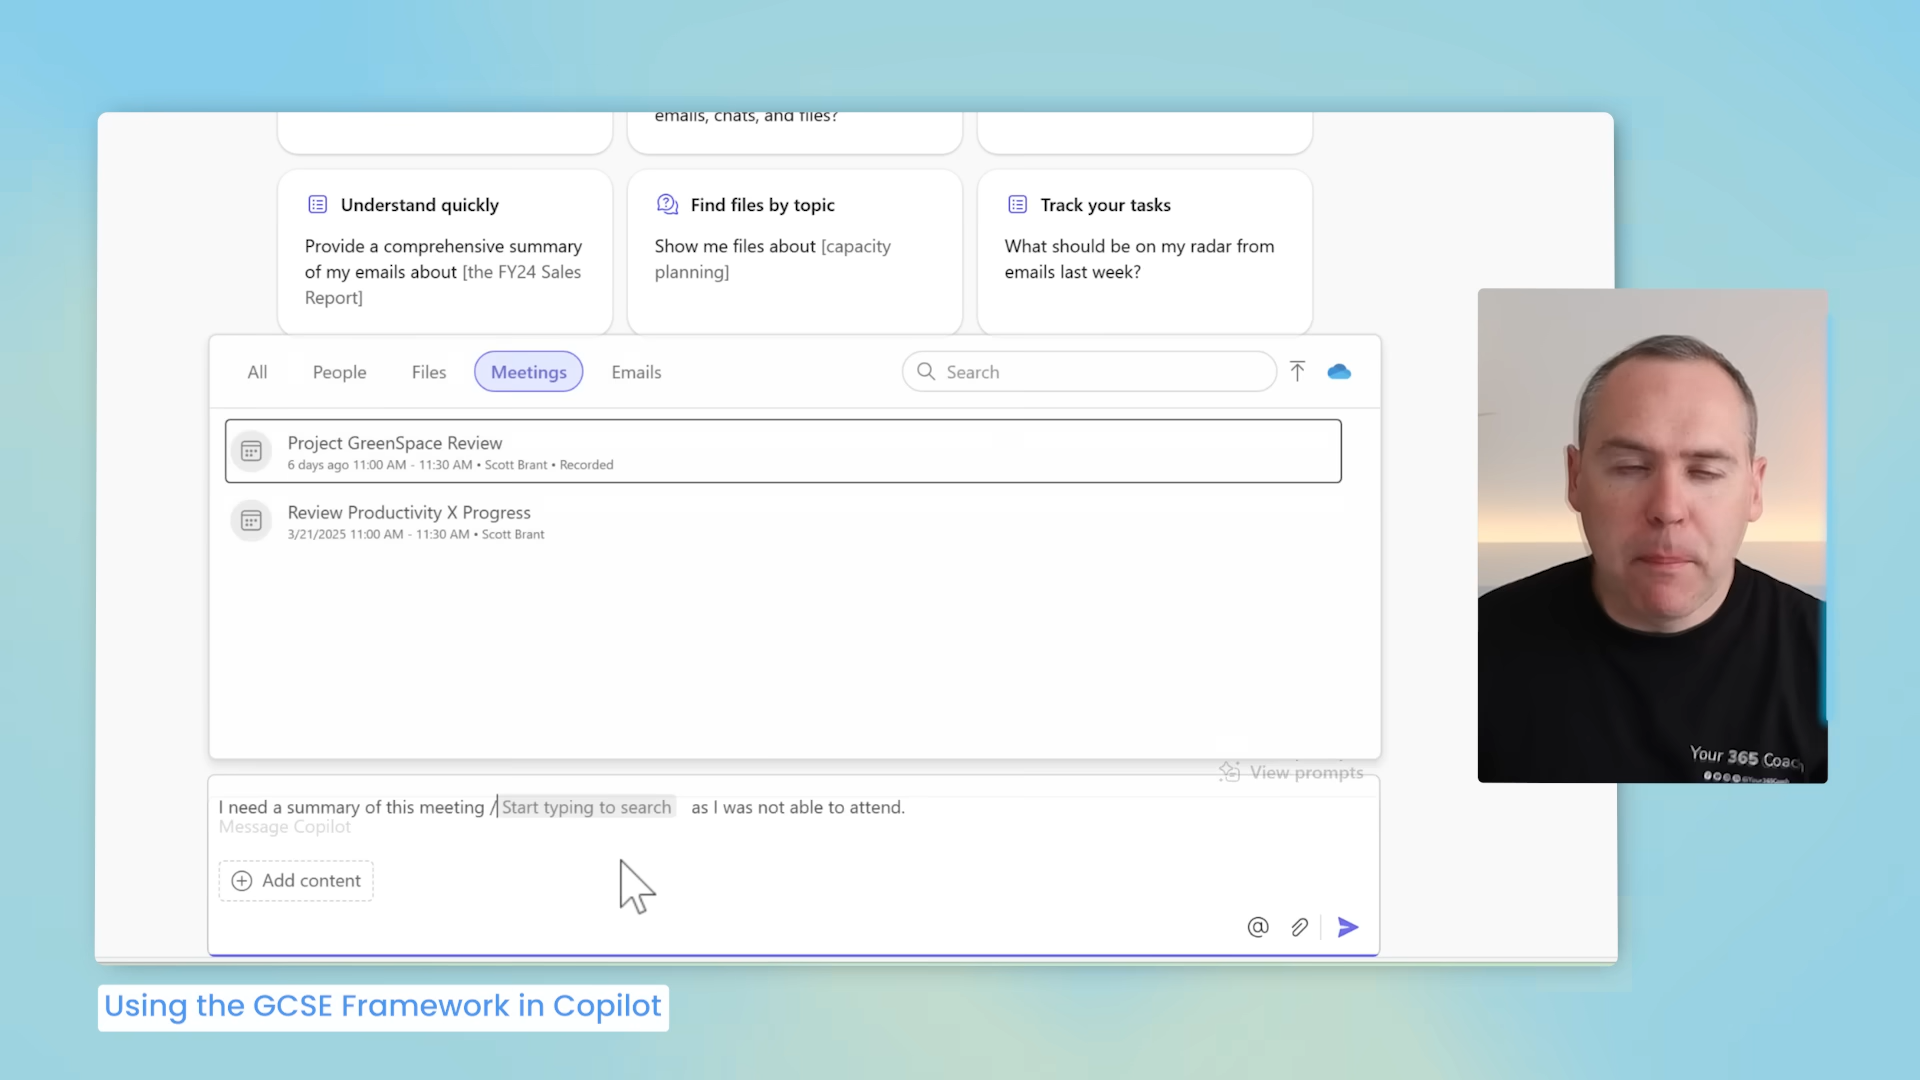 emails, chats, and files?
Understand quickly
Provide a comprehensive summary
of my emails about [the FY24 Sales
Report]
Find files by topic
Show me files about [capacity
planning]
Track your tasks
What should be on my radar from
emails last week?
All
People
Files
Meetings
Emails
Search
Project GreenSpace Review
6 days ago 11:00 AM - 11:30 AM • Scott Brant • Recorded
Review Productivity X Progress
3/21/2025 11:00 AM - 11:30 AM • Scott Brant
View prompts
I need a summary of this meeting / Start typing to search as I was not able to attend.
Message Copilot
Add content
Your 365 Coach
Using the GCSE Framework in Copilot